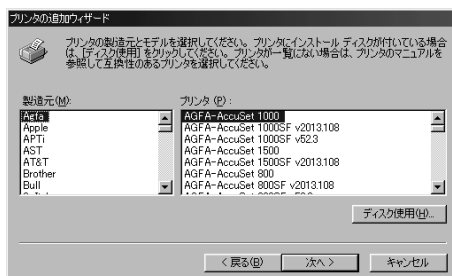 プリンタの追加ウィザード
プリンタの製造元とモデルを選択してください。プリンタにインストール ディスクが付いている場合
は、[ディスク使用] をクリックしてください。プリンタが一覧にない場合は、プリンタのマニュアルを
参照して互換性のあるプリンタを選択してください。
製造元(M):
プリンタ (P) :
Agfa
Apple
APTi
AST
AT&T
Brother
Bull
AGFA-AccuSet 1000
AGFA-AccuSet 1000SF v2013.108
AGFA-AccuSet 1000SF v52.3
AGFA-AccuSet 1500
AGFA-AccuSet 1500SF v2013.108
AGFA-AccuSet 800
AGFA-AccuSet 800SF v2013.108
ディスク使用(H)...
< 戻る(B)
次へ >
キャンセル